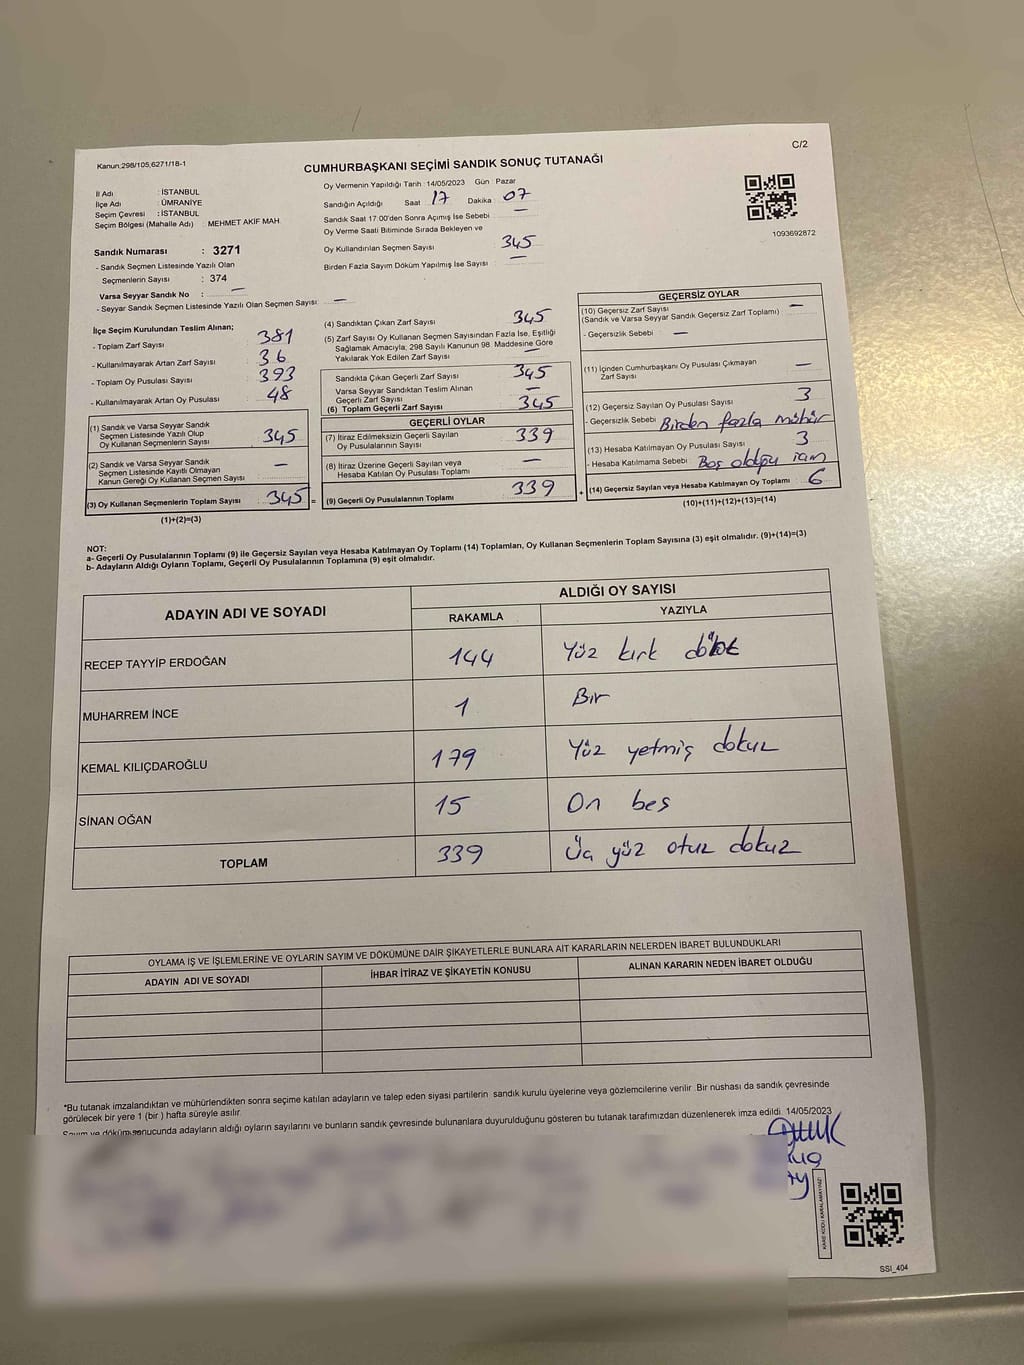 Kanun:298/105,6271/18-1
C/2
CUMHURBAŞKANI SEÇİMİ SANDIK SONUÇ TUTANAĞI
İl Adı : İSTANBUL
İlçe Adı : ÜMRANİYE
Seçim Çevresi : İSTANBUL
Seçim Bölgesi (Mahalle Adı) : MEHMET AKİF MAH.
Sandık Numarası : 3271
- Sandık Seçmen Listesinde Yazılı Olan
Seçmenlerin Sayısı : 374
Varsa Seyyar Sandık No : —
- Seyyar Sandık Seçmen Listesinde Yazılı Olan Seçmen Sayısı: —
Oy Vermenin Yapıldığı Tarih : 14/05/2023 Gün : Pazar
Sandığın Açıldığı Saat 17 Dakika : 07
Sandık Saat 17:00'den Sonra Açımış İse Sebebi —
Oy Verme Saati Bitiminde Sırada Bekleyen ve
Oy Kullandırılan Seçmen Sayısı 345
Birden Fazla Sayım Döküm Yapılmış İse Sayısı : —
1093692872
İlçe Seçim Kurulundan Teslim Alınan;
- Toplam Zarf Sayısı : 381
- Kullanılmayarak Artan Zarf Sayısı : 36
- Toplam Oy Pusulası Sayısı : 393
- Kullanılmayarak Artan Oy Pusulası : 48
(1) Sandık ve Varsa Seyyar Sandık
Seçmen Listesinde Yazılı Olup
Oy Kullanan Seçmenlerin Sayısı : 345
(2) Sandık ve Varsa Seyyar Sandık
Seçmen Listesinde Kayıtlı Olmayan
Kanun Gereği Oy Kullanan Seçmen Sayısı : —
(3) Oy Kullanan Seçmenlerin Toplam Sayısı : 345 =
(1)+(2)=(3)
(4) Sandıktan Çıkan Zarf Sayısı : 345
(5) Zarf Sayısı Oy Kullanan Seçmen Sayısından Fazla İse, Eşitliği
Sağlamak Amacıyla, 298 Sayılı Kanunun 98. Maddesine Göre
Yakılarak Yok Edilen Zarf Sayısı : —
Sandıkta Çıkan Geçerli Zarf Sayısı : 345
Varsa Seyyar Sandıktan Teslim Alınan
Geçerli Zarf Sayısı : —
(6) Toplam Geçerli Zarf Sayısı : 345
GEÇERLİ OYLAR
(7) İtiraz Edilmeksizin Geçerli Sayılan
Oy Pusulalarının Sayısı : 339
(8) İtiraz Üzerine Geçerli Sayılan veya
Hesaba Katılan Oy Pusulası Toplamı : —
(9) Geçerli Oy Pusulalarının Toplamı : 339 +
GEÇERSİZ OYLAR
(10) Geçersiz Zarf Sayısı : —
(Sandık ve Varsa Seyyar Sandık Geçersiz Zarf Toplamı)
- Geçersizlik Sebebi : —
(11) İçinden Cumhurbaşkanı Oy Pusulası Çıkmayan
Zarf Sayısı : —
(12) Geçersiz Sayılan Oy Pusulası Sayısı : 3
- Geçersizlik Sebebi : Birden fazla mühür
(13) Hesaba Katılmayan Oy Pusulası Sayısı : 3
- Hesaba Katılmama Sebebi : Boş olduğu için
(14) Geçersiz Sayılan veya Hesaba Katılmayan Oy Toplamı : 6
(10)+(11)+(12)+(13)=(14)
NOT:
a- Geçerli Oy Pusulalarının Toplamı (9) ile Geçersiz Sayılan veya Hesaba Katılmayan Oy Toplamı (14) Toplamları, Oy Kullanan Seçmenlerin Toplam Sayısına (3) eşit olmalıdır. (9)+(14)=(3)
b- Adayların Aldığı Oyların Toplamı, Geçerli Oy Pusulalarının Toplamına (9) eşit olmalıdır.
ADAYIN ADI VE SOYADI
ALDIĞI OY SAYISI
RAKAMLA YAZIYLA
RECEP TAYYİP ERDOĞAN 144 Yüz kırk dört
MUHARREM İNCE 1 Bir
KEMAL KILIÇDAROĞLU 179 Yüz yetmiş dokuz
SİNAN OĞAN 15 On beş
TOPLAM 339 Üç yüz otuz dokuz
OYLAMA İŞ VE İŞLEMLERİNE VE OYLARIN SAYIM VE DÖKÜMÜNE DAİR ŞİKAYETLERLE BUNLARA AİT KARARLARIN NELERDEN İBARET BULUNDUKLARI
ADAYIN ADI VE SOYADI İHBAR İTİRAZ VE ŞİKAYETİN KONUSU ALINAN KARARIN NEDEN İBARET OLDUĞU
*Bu tutanak imzalandıktan ve mühürlendikten sonra seçime katılan adayların ve talep eden siyasi partilerin sandık kurulu üyelerine veya gözlemcilerine verilir. Bir nüshası da sandık çevresinde
görülecek bir yere 1 (bir ) hafta süreyle asılır.
Sayım ve döküm sonucunda adayların aldığı oyların sayılarını ve bunların sandık çevresinde bulunanlara duyurulduğunu gösteren bu tutanak tarafımızdan düzenlenerek imza edildi. 14/05/2023
KARE KODU KARALAMAYINIZ!
SSI_404